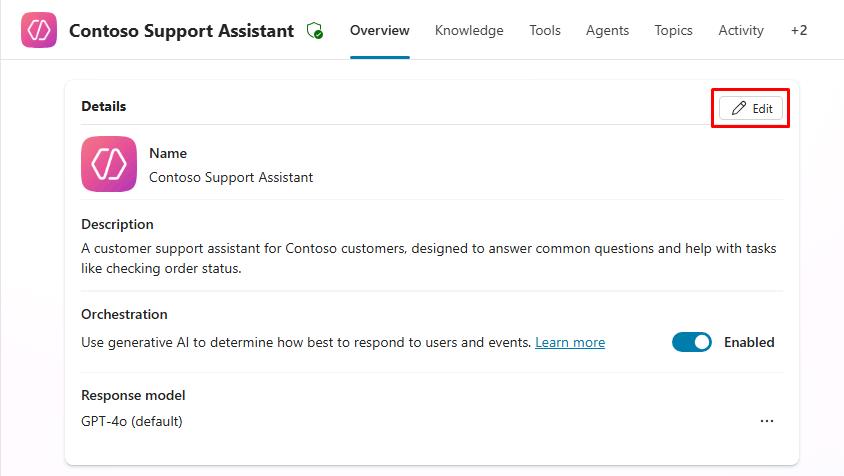 Contoso Support Assistant Overview Knowledge Tools Agents Topics Activity +2
Details
Edit
Name
Contoso Support Assistant
Description
A customer support assistant for Contoso customers, designed to answer common questions and help with tasks
like checking order status.
Orchestration
Use generative AI to determine how best to respond to users and events. Learn more
Enabled
Response model
GPT-4o (default)